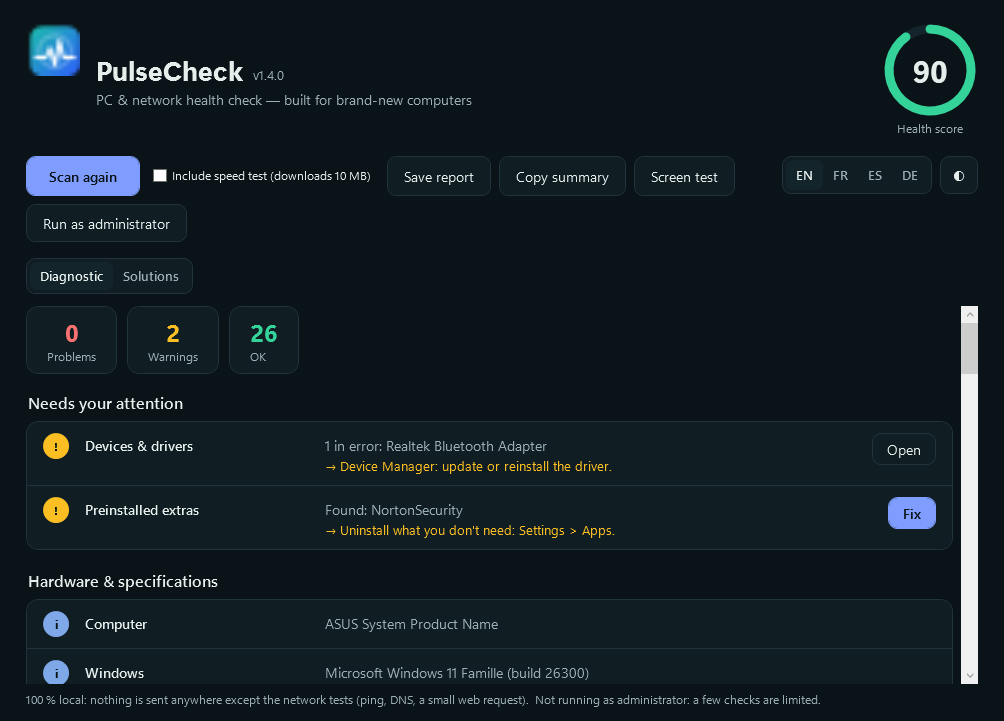 PulseCheck v1.4.0
PC & network health check — built for brand-new computers
90
Health score
Scan again
Include speed test (downloads 10 MB)
Save report
Copy summary
Screen test
EN FR ES DE
Run as administrator
Diagnostic Solutions
0
Problems
2
Warnings
26
OK
Needs your attention
! Devices & drivers
1 in error: Realtek Bluetooth Adapter
→ Device Manager: update or reinstall the driver.
Open
! Preinstalled extras
Found: NortonSecurity
→ Uninstall what you don't need: Settings > Apps.
Fix
Hardware & specifications
i Computer
ASUS System Product Name
i Windows
Microsoft Windows 11 Famille (build 26300)
100 % local: nothing is sent anywhere except the network tests (ping, DNS, a small web request). Not running as administrator: a few checks are limited.